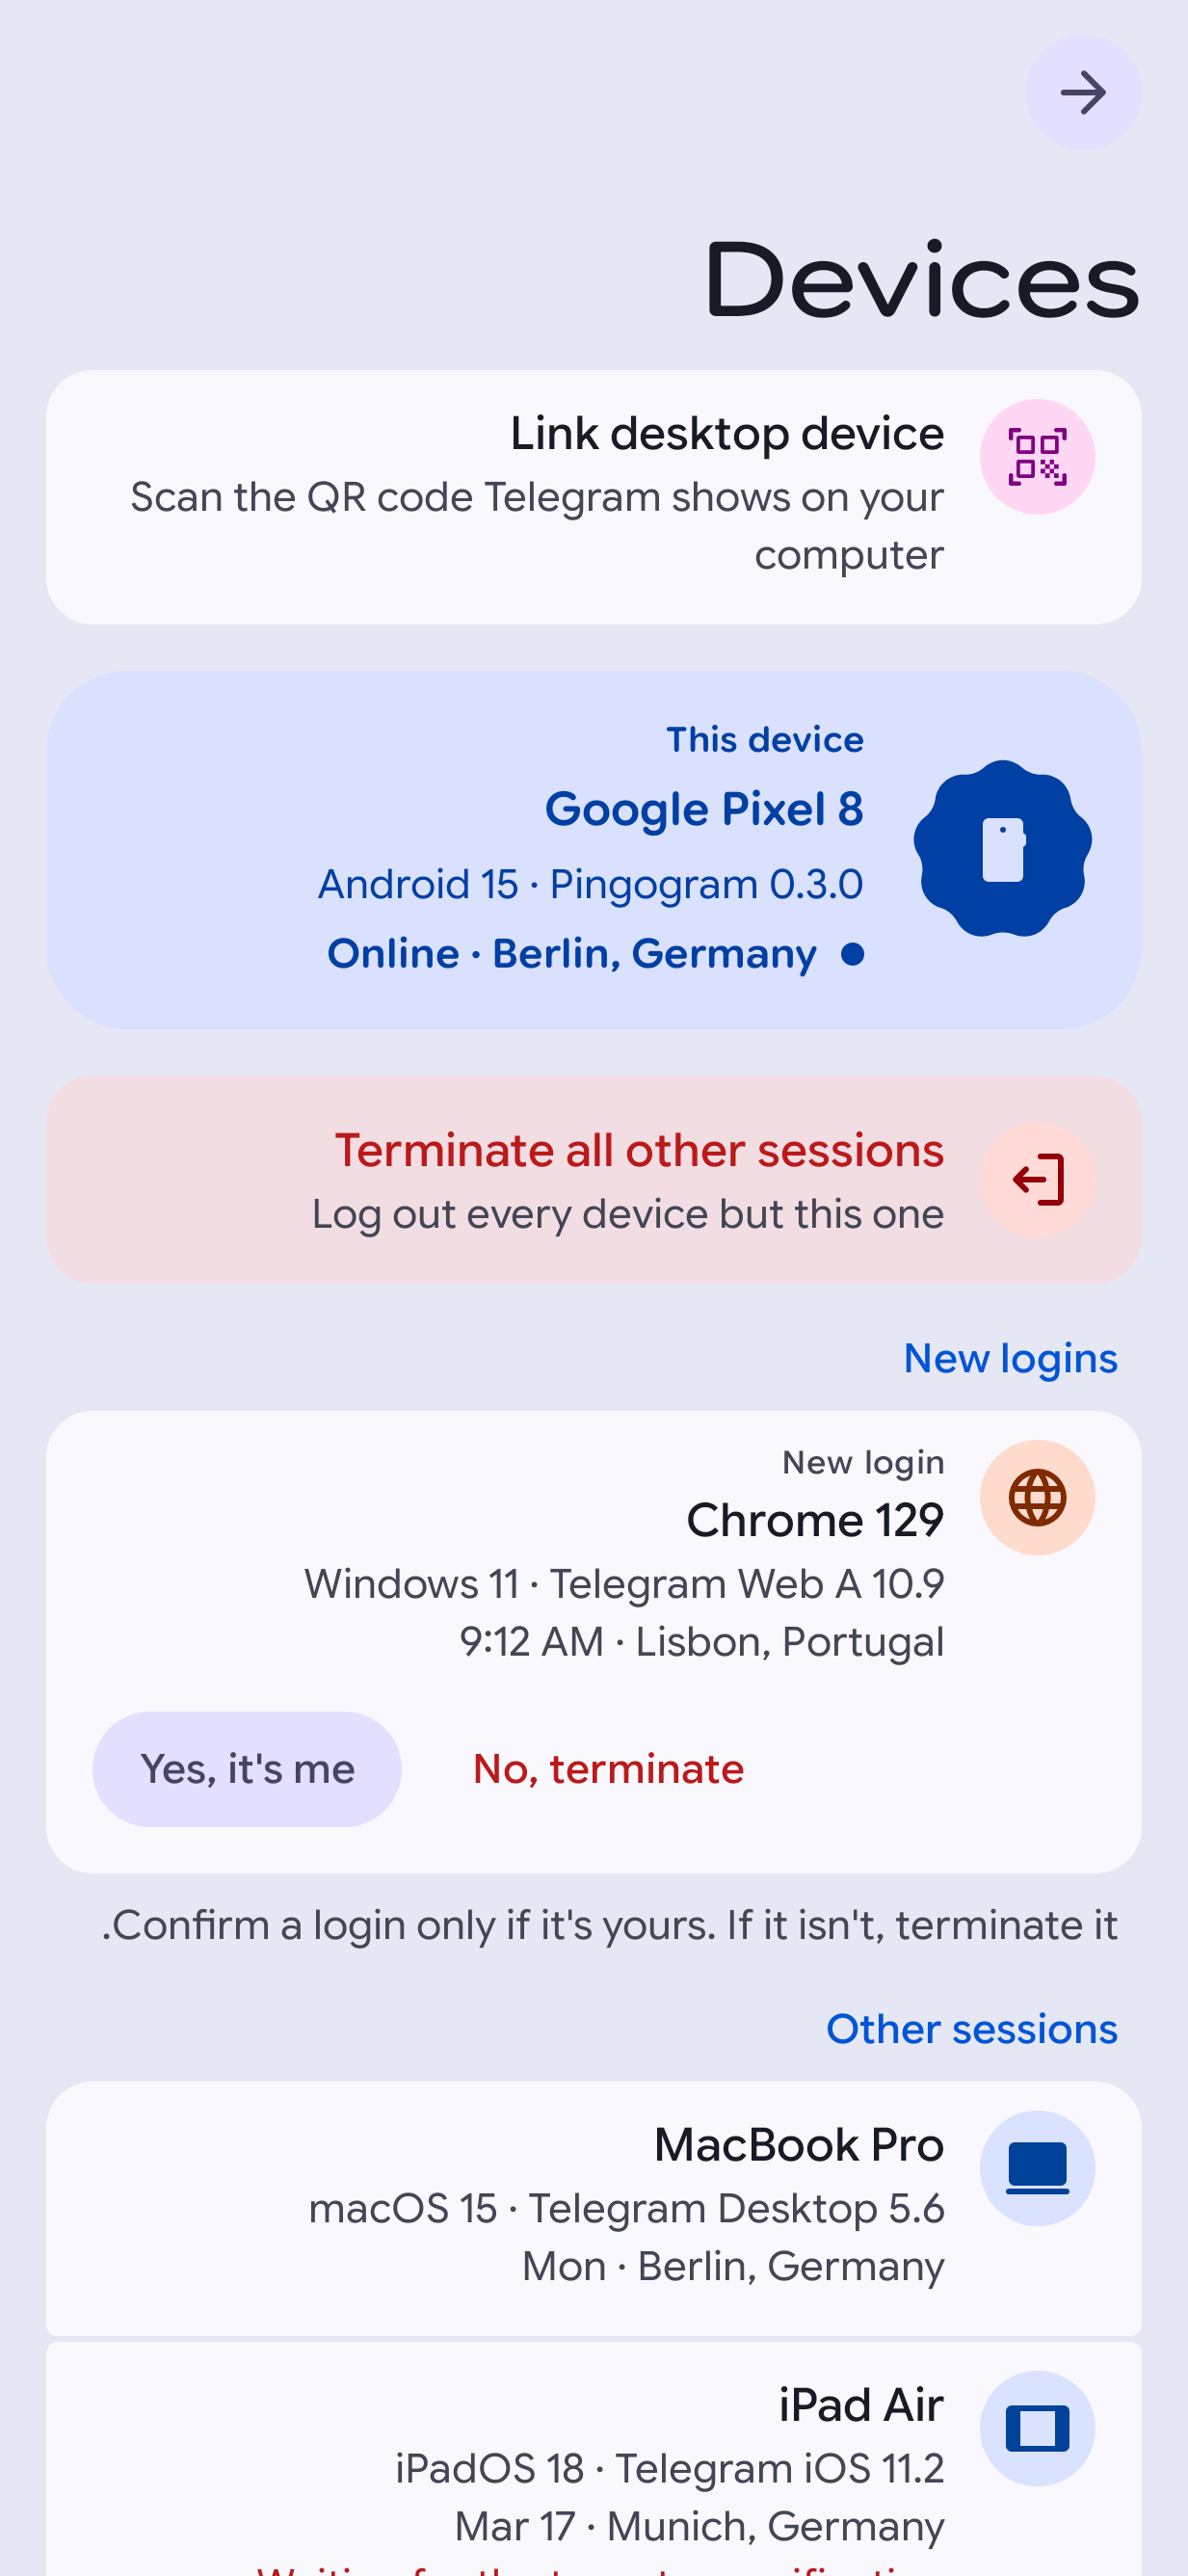 Devices
Link desktop device
Scan the QR code Telegram shows on your
computer
This device
Google Pixel 8
Android 15 · Pingogram 0.3.0
Online · Berlin, Germany
Terminate all other sessions
Log out every device but this one
New logins
New login
Chrome 129
Windows 11 · Telegram Web A 10.9
9:12 AM · Lisbon, Portugal
Yes, it's me
No, terminate
.Confirm a login only if it's yours. If it isn't, terminate it
Other sessions
MacBook Pro
macOS 15 · Telegram Desktop 5.6
Mon · Berlin, Germany
iPad Air
iPadOS 18 · Telegram iOS 11.2
Mar 17 · Munich, Germany